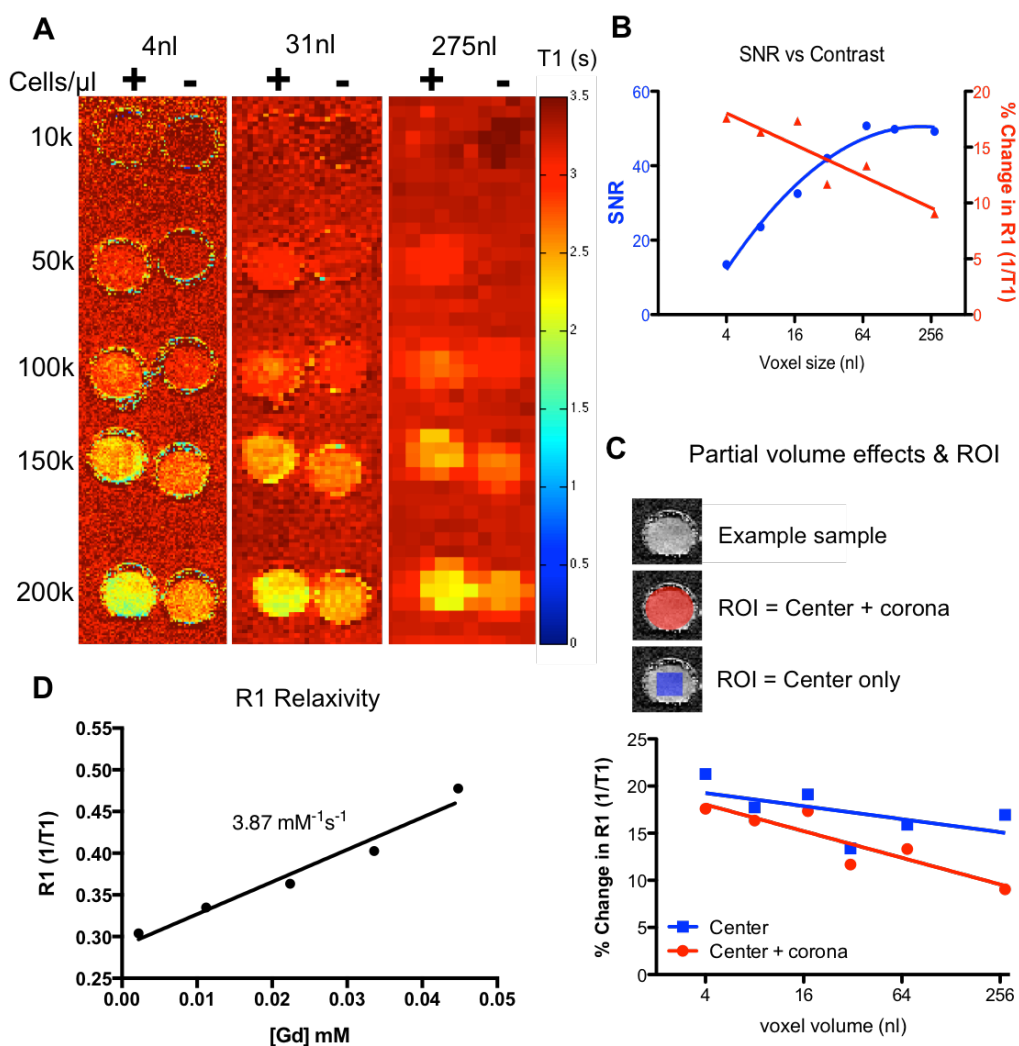 A
4nl 31nl 275nl
T1 (s)
Cells/µl + - + - + -
10k
50k
100k
150k
200k
3.5
3
2.5
2
1.5
1
0.5
0
B
SNR vs Contrast
60
40
20
0
SNR
20
15
10
5
0
% Change in R1 (1/T1)
4 16 64 256
Voxel size (nl)
C
Partial volume effects & ROI
Example sample
ROI = Center + corona
ROI = Center only
25
20
15
10
5
0
% Change in R1 (1/T1)
Center
Center + corona
4 16 64 256
voxel volume (nl)
D
R1 Relaxivity
0.55
0.50
0.45
0.40
0.35
0.30
0.25
R1 (1/T1)
3.87 mM⁻¹s⁻¹
0.00 0.01 0.02 0.03 0.04 0.05
[Gd] mM